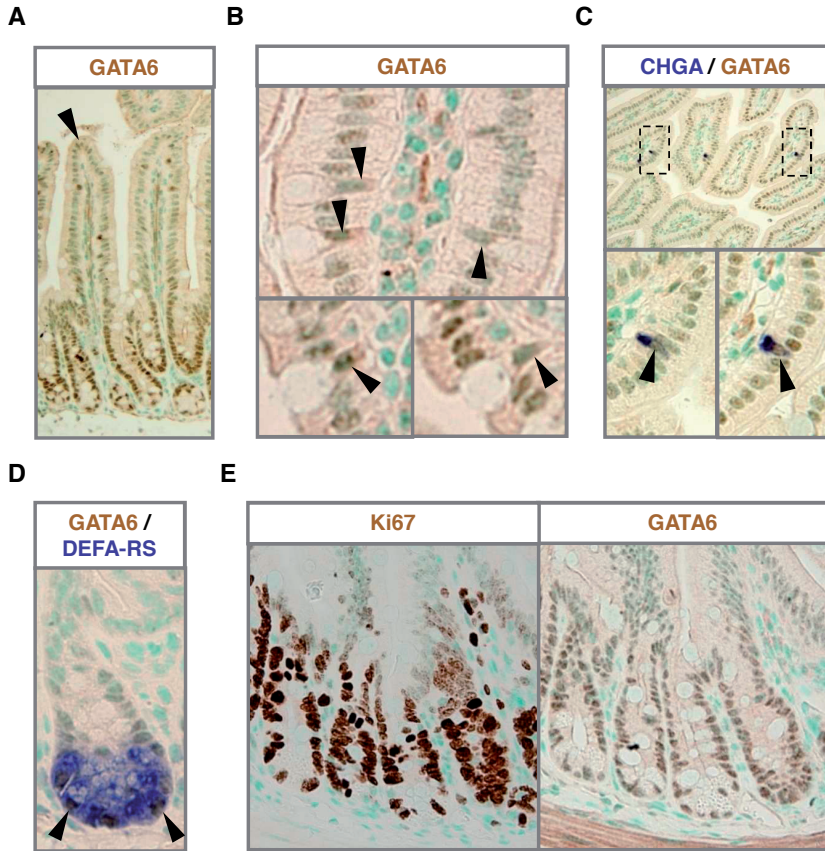 A
B
C
GATA6
GATA6
CHGA / GATA6
D
E
GATA6 /
DEFA-RS
Ki67
GATA6